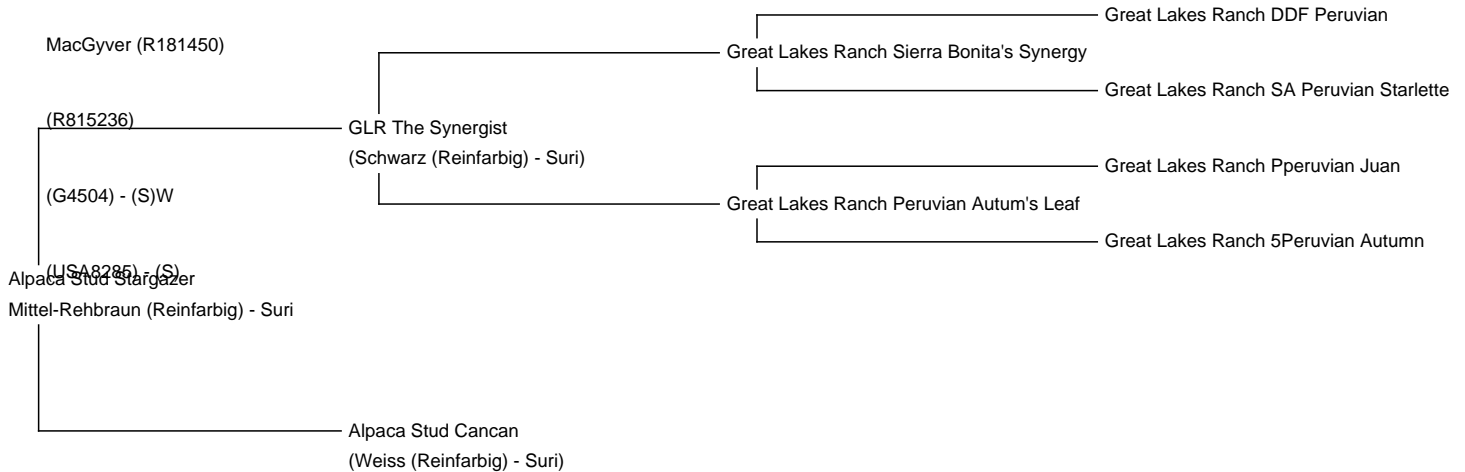 Great Lakes Ranch DDF Peruvian
MacGyver (R181450)
Great Lakes Ranch Sierra Bonita's Synergy
Great Lakes Ranch SA Peruvian Starlette
(R815236)
GLR The Synergist
(Schwarz (Reinfarbig) - Suri)
Great Lakes Ranch Pperuvian Juan
(G4504) - (S)W
Great Lakes Ranch Peruvian Autum's Leaf
Great Lakes Ranch 5Peruvian Autumn
(USA8285) - (S)
Alpaca Stud Stargazer
Mittel-Rehbraun (Reinfarbig) - Suri
Alpaca Stud Cancan
(Weiss (Reinfarbig) - Suri)